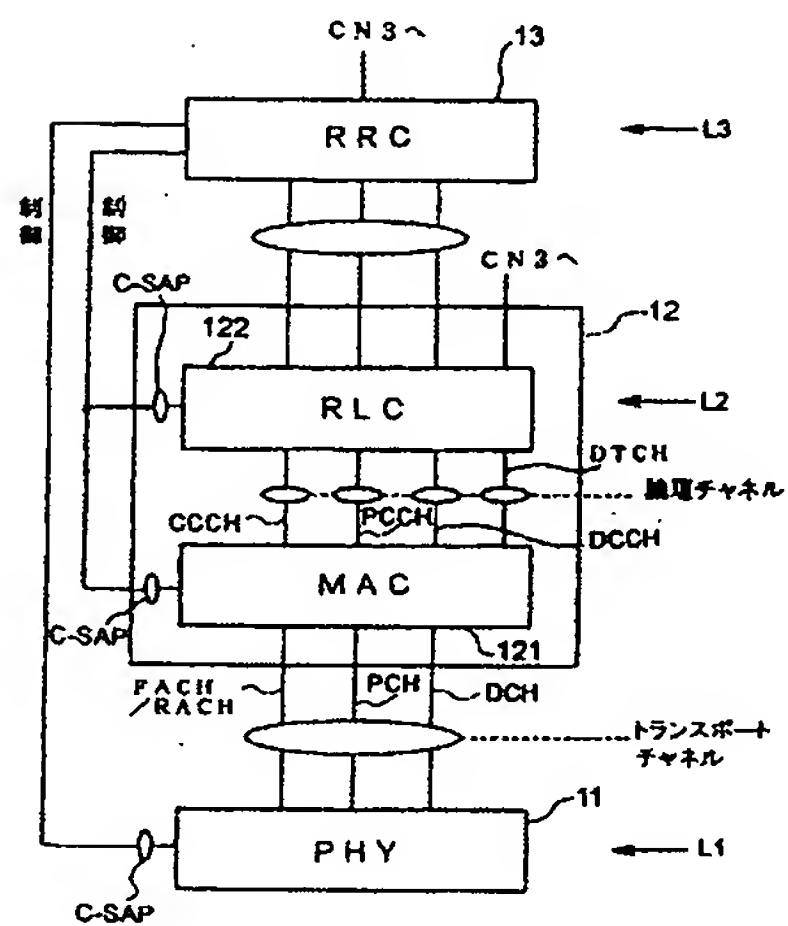 CN3へ
13
RRC
L3
制御
制御
CN3へ
C-SAP
12
122
RLC
L2
DTCH
論理チャネル
CCCH
PCCH
DCCH
MAC
C-SAP
121
FACH
/RACH
PCH
DCH
トランスポート
チャネル
11
PHY
L1
C-SAP